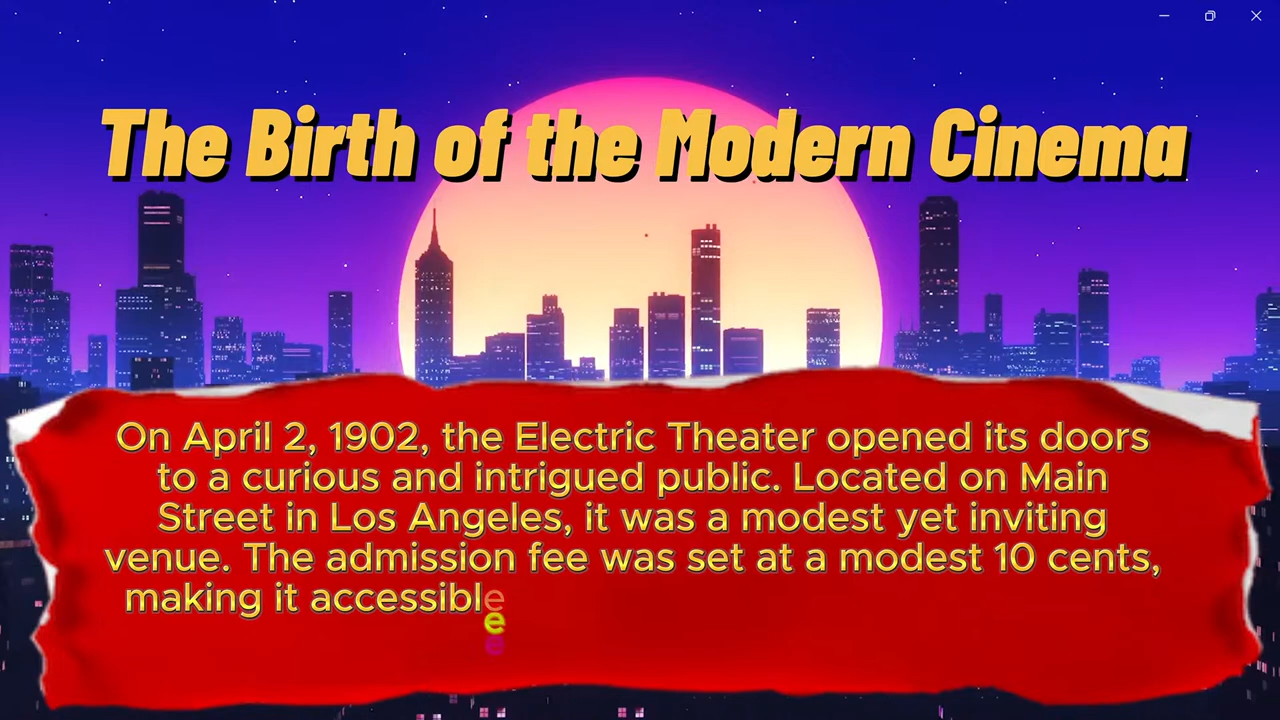 The Birth of the Modern Cinema
On April 2, 1902, the Electric Theater opened its doors
to a curious and intrigued public. Located on Main
Street in Los Angeles, it was a modest yet inviting
venue. The admission fee was set at a modest 10 cents,
making it accessible